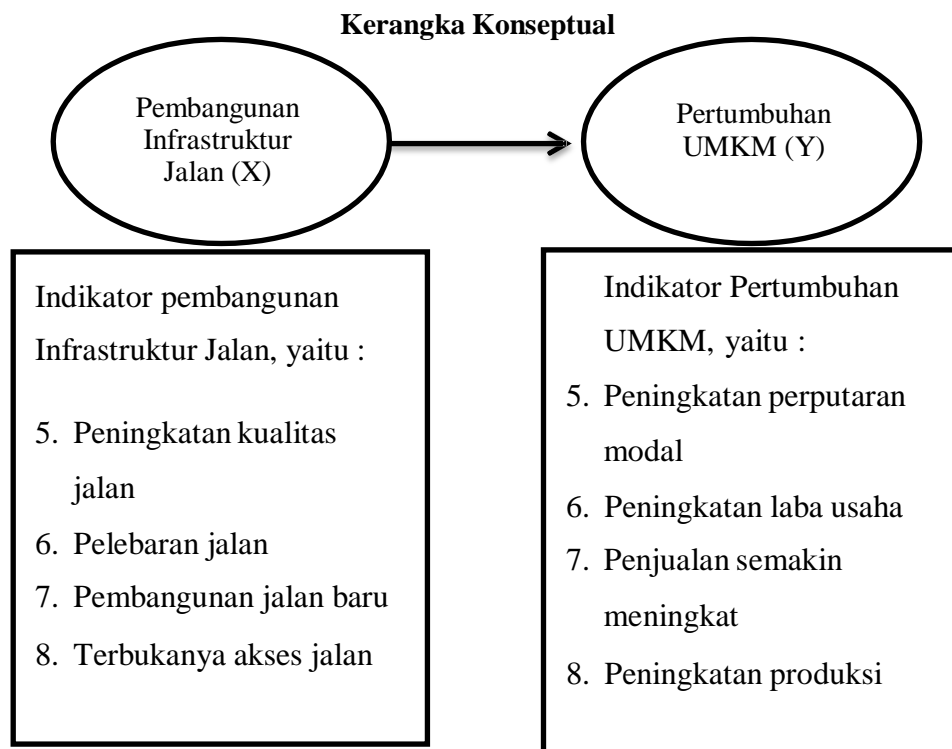 Kerangka Konseptual
Pembangunan
Infrastruktur
Jalan (X)
Pertumbuhan
UMKM (Y)
Indikator pembangunan
Infrastruktur Jalan, yaitu :
5. Peningkatan kualitas
jalan
6. Pelebaran jalan
7. Pembangunan jalan baru
8. Terbukanya akses jalan
Indikator Pertumbuhan
UMKM, yaitu :
5. Peningkatan perputaran
modal
6. Peningkatan laba usaha
7. Penjualan semakin
meningkat
8. Peningkatan produksi